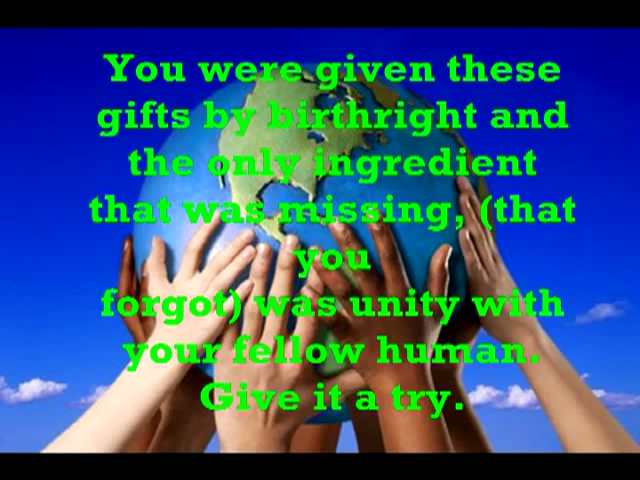 You were given these
gifts by birthright and
the only ingredient
that was missing, (that
you
forgot) was unity with
your fellow human.
Give it a try.